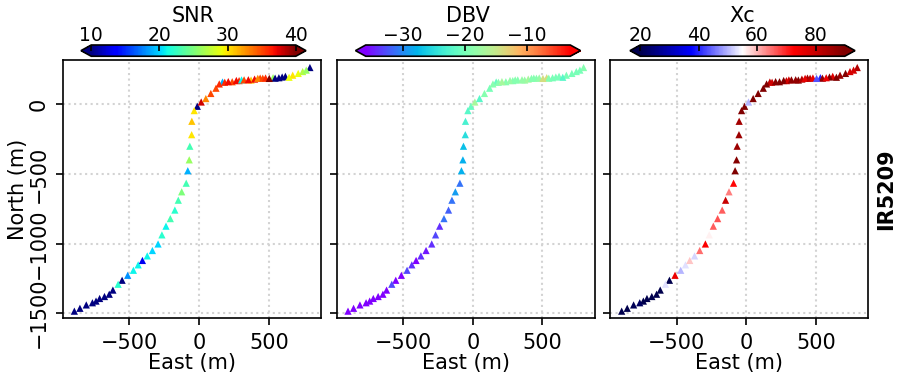 SNR DBV Xc
10 20 30 40 −30 −20 −10 20 40 60 80
North (m)
0
−500
−1000
−1500
IR5209
−500 0 500 −500 0 500 −500 0 500
East (m) East (m) East (m)